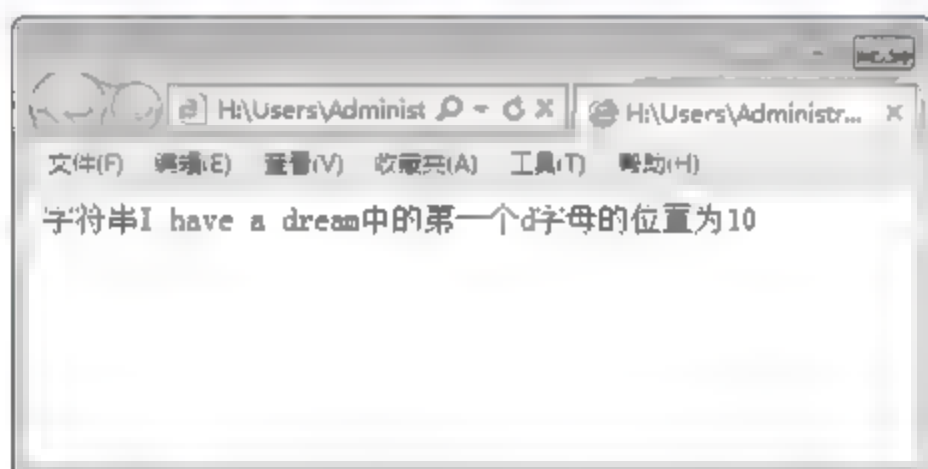 H:\Users\Administ
H:\Users\Administr...
文件(F) 编辑(E) 查看(V) 收藏夹(A) 工具(T) 帮助(H)
字符串I have a dream中的第一个d字母的位置为10